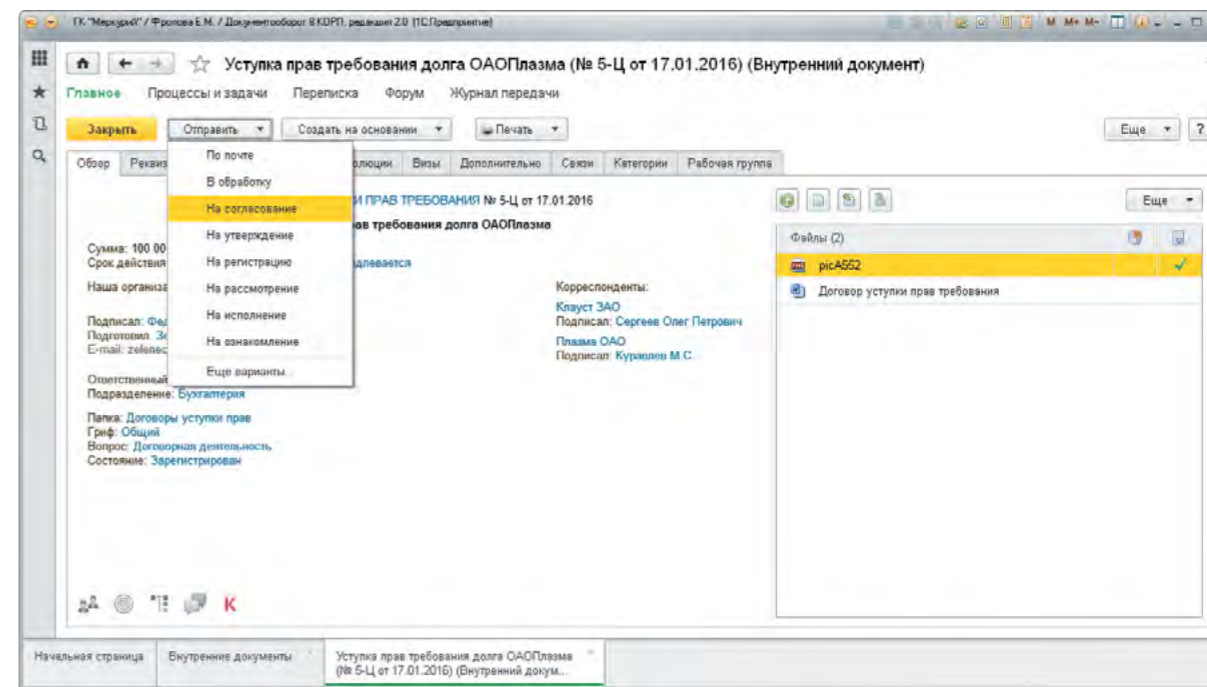 ГК "Меркурий" / Фролова Е.М. / Документооборот 8 КОРП, редакция 2.0 (1С:Предприятие)
M M+ M-
Уступка прав требования долга ОАОПлазма (№ 5-Ц от 17.01.2016) (Внутренний документ)
Главное Процессы и задачи Переписка Форум Журнал передачи
Закрыть Отправить Создать на основании Печать Еще ?
Обзор Рекviз олюции Визы Дополнительно Связи Категории Рабочая группа
По почте
В обработку
На согласование
На утверждение
На регистрацию
На рассмотрение
На исполнение
На ознакомление
Еще варианты...
И ПРАВ ТРЕБОВАНИЯ № 5-Ц от 17.01.2016
ав требования долга ОАОПлазма
Сумма: 100 00
Срок действия длевается
Наша организа
Подписал: Фед
Подготовил: Зе
E-mail: zelenec
Ответственный
Подразделение: Бухгалтерия
Папка: Договоры уступки прав
Гриф: Общий
Вопрос: Договорная деятельность
Состояние: Зарегистрирован
Корреспонденты:
Клауст ЗАО
Подписал: Сергеев Олег Петрович
Плазма ОАО
Подписал: Куравлев М.С.
Еще
Файлы (2)
picA552
Договор уступки прав требования
K
Начальная страница Внутренние документы Уступка прав требования долга ОАОПлазма
(№ 5-Ц от 17.01.2016) (Внутренний докум...